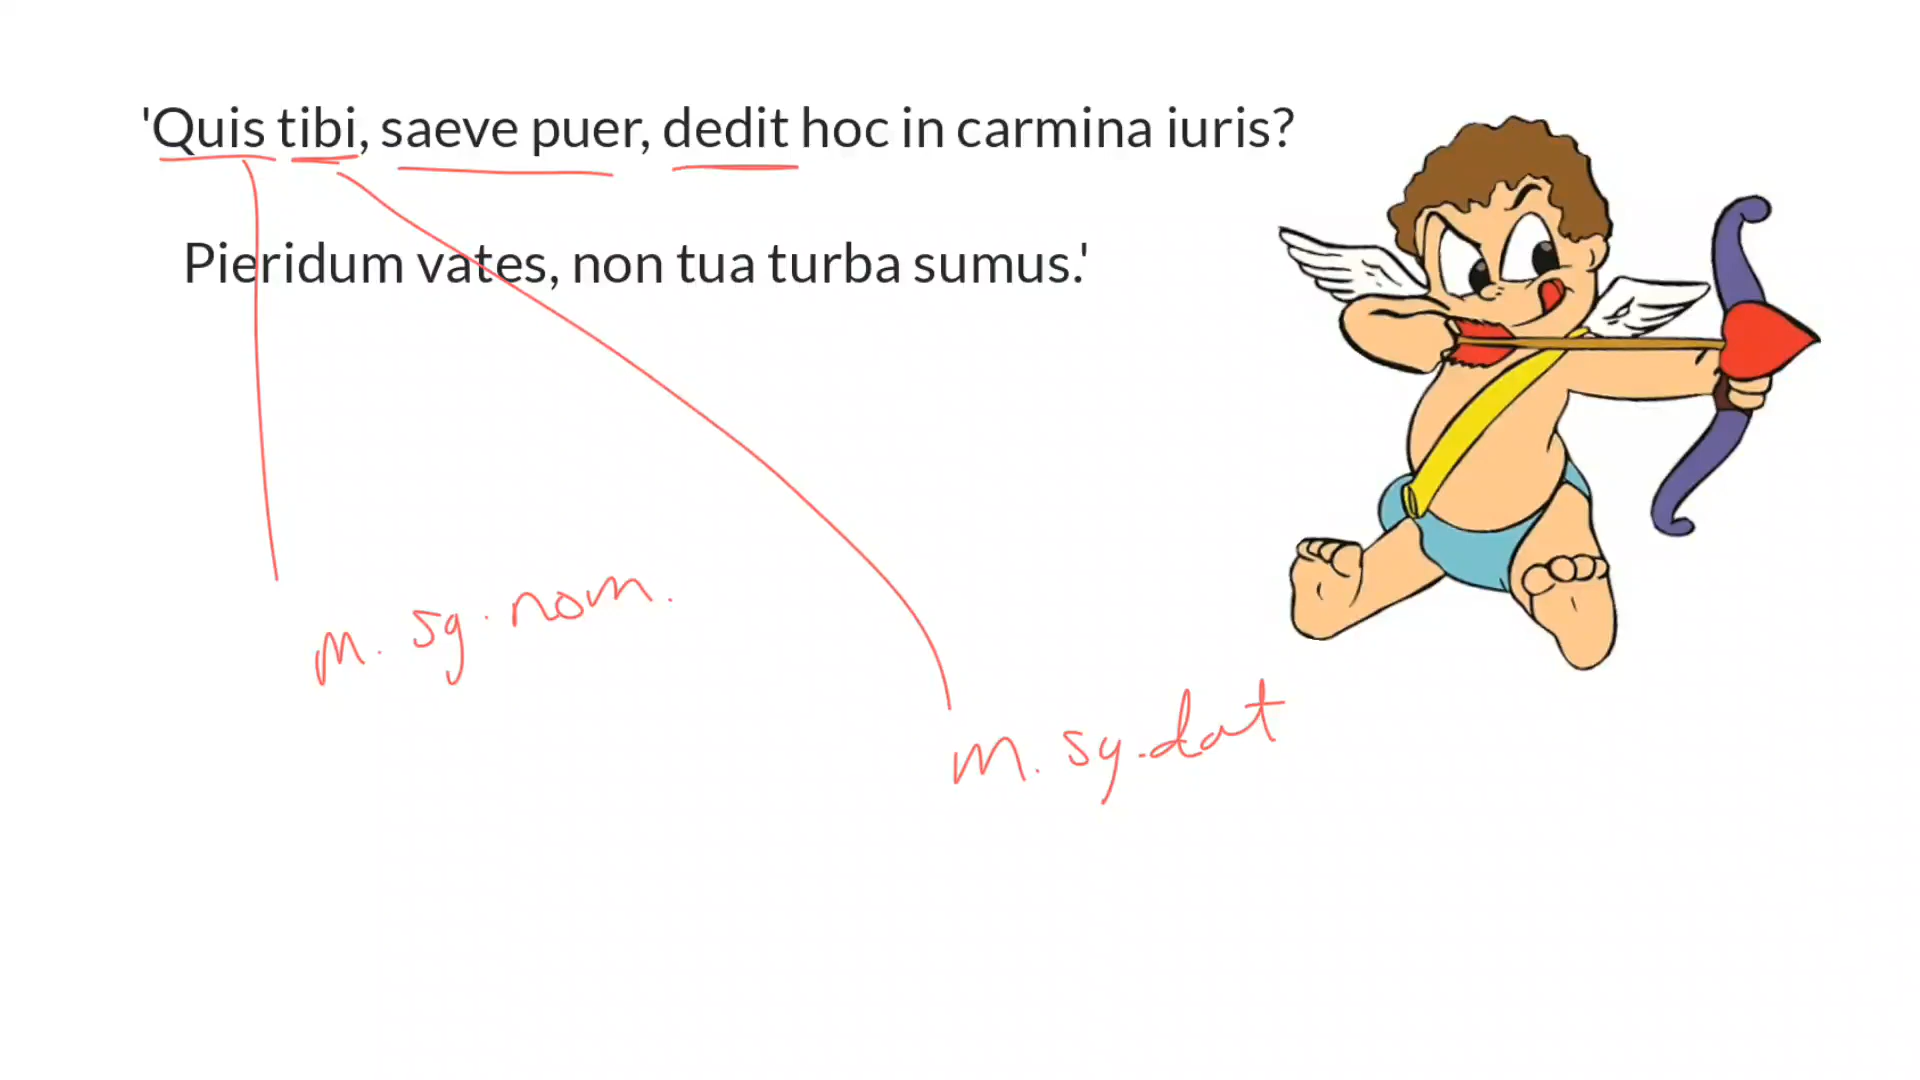 'Quis tibi, saeve puer, dedit hoc in carmina iuris?
Pieridum vates, non tua turba sumus.'
m. sg. nom.
m. sg. dat